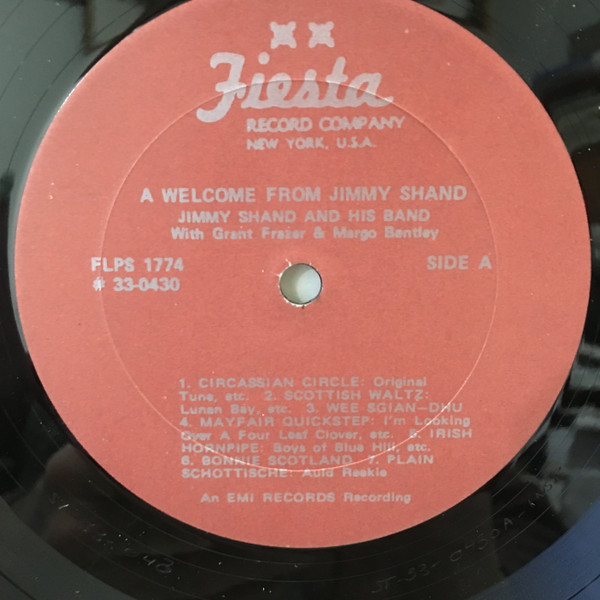 Fiesta
RECORD COMPANY
NEW YORK, U.S.A.
A WELCOME FROM JIMMY SHAND
JIMMY SHAND AND HIS BAND
With Grant Frazer & Margo Bentley
FLPS 1774
# 33-0430
SIDE A
1. CIRCASSIAN CIRCLE: Original
Tune, etc. 2. SCOTTISH WALTZ:
Lunan Bay, etc. 3. WEE SGIAN-DHU
4. MAYFAIR QUICKSTEP: I'm Looking
Over A Four Leaf Clover, etc. 5. IRISH
HORNPIPE: Boys of Blue Hill, etc.
6. BONNIE SCOTLAND 7. PLAIN
SCHOTTISCHE: Auld Reekie
An EMI RECORDS Recording